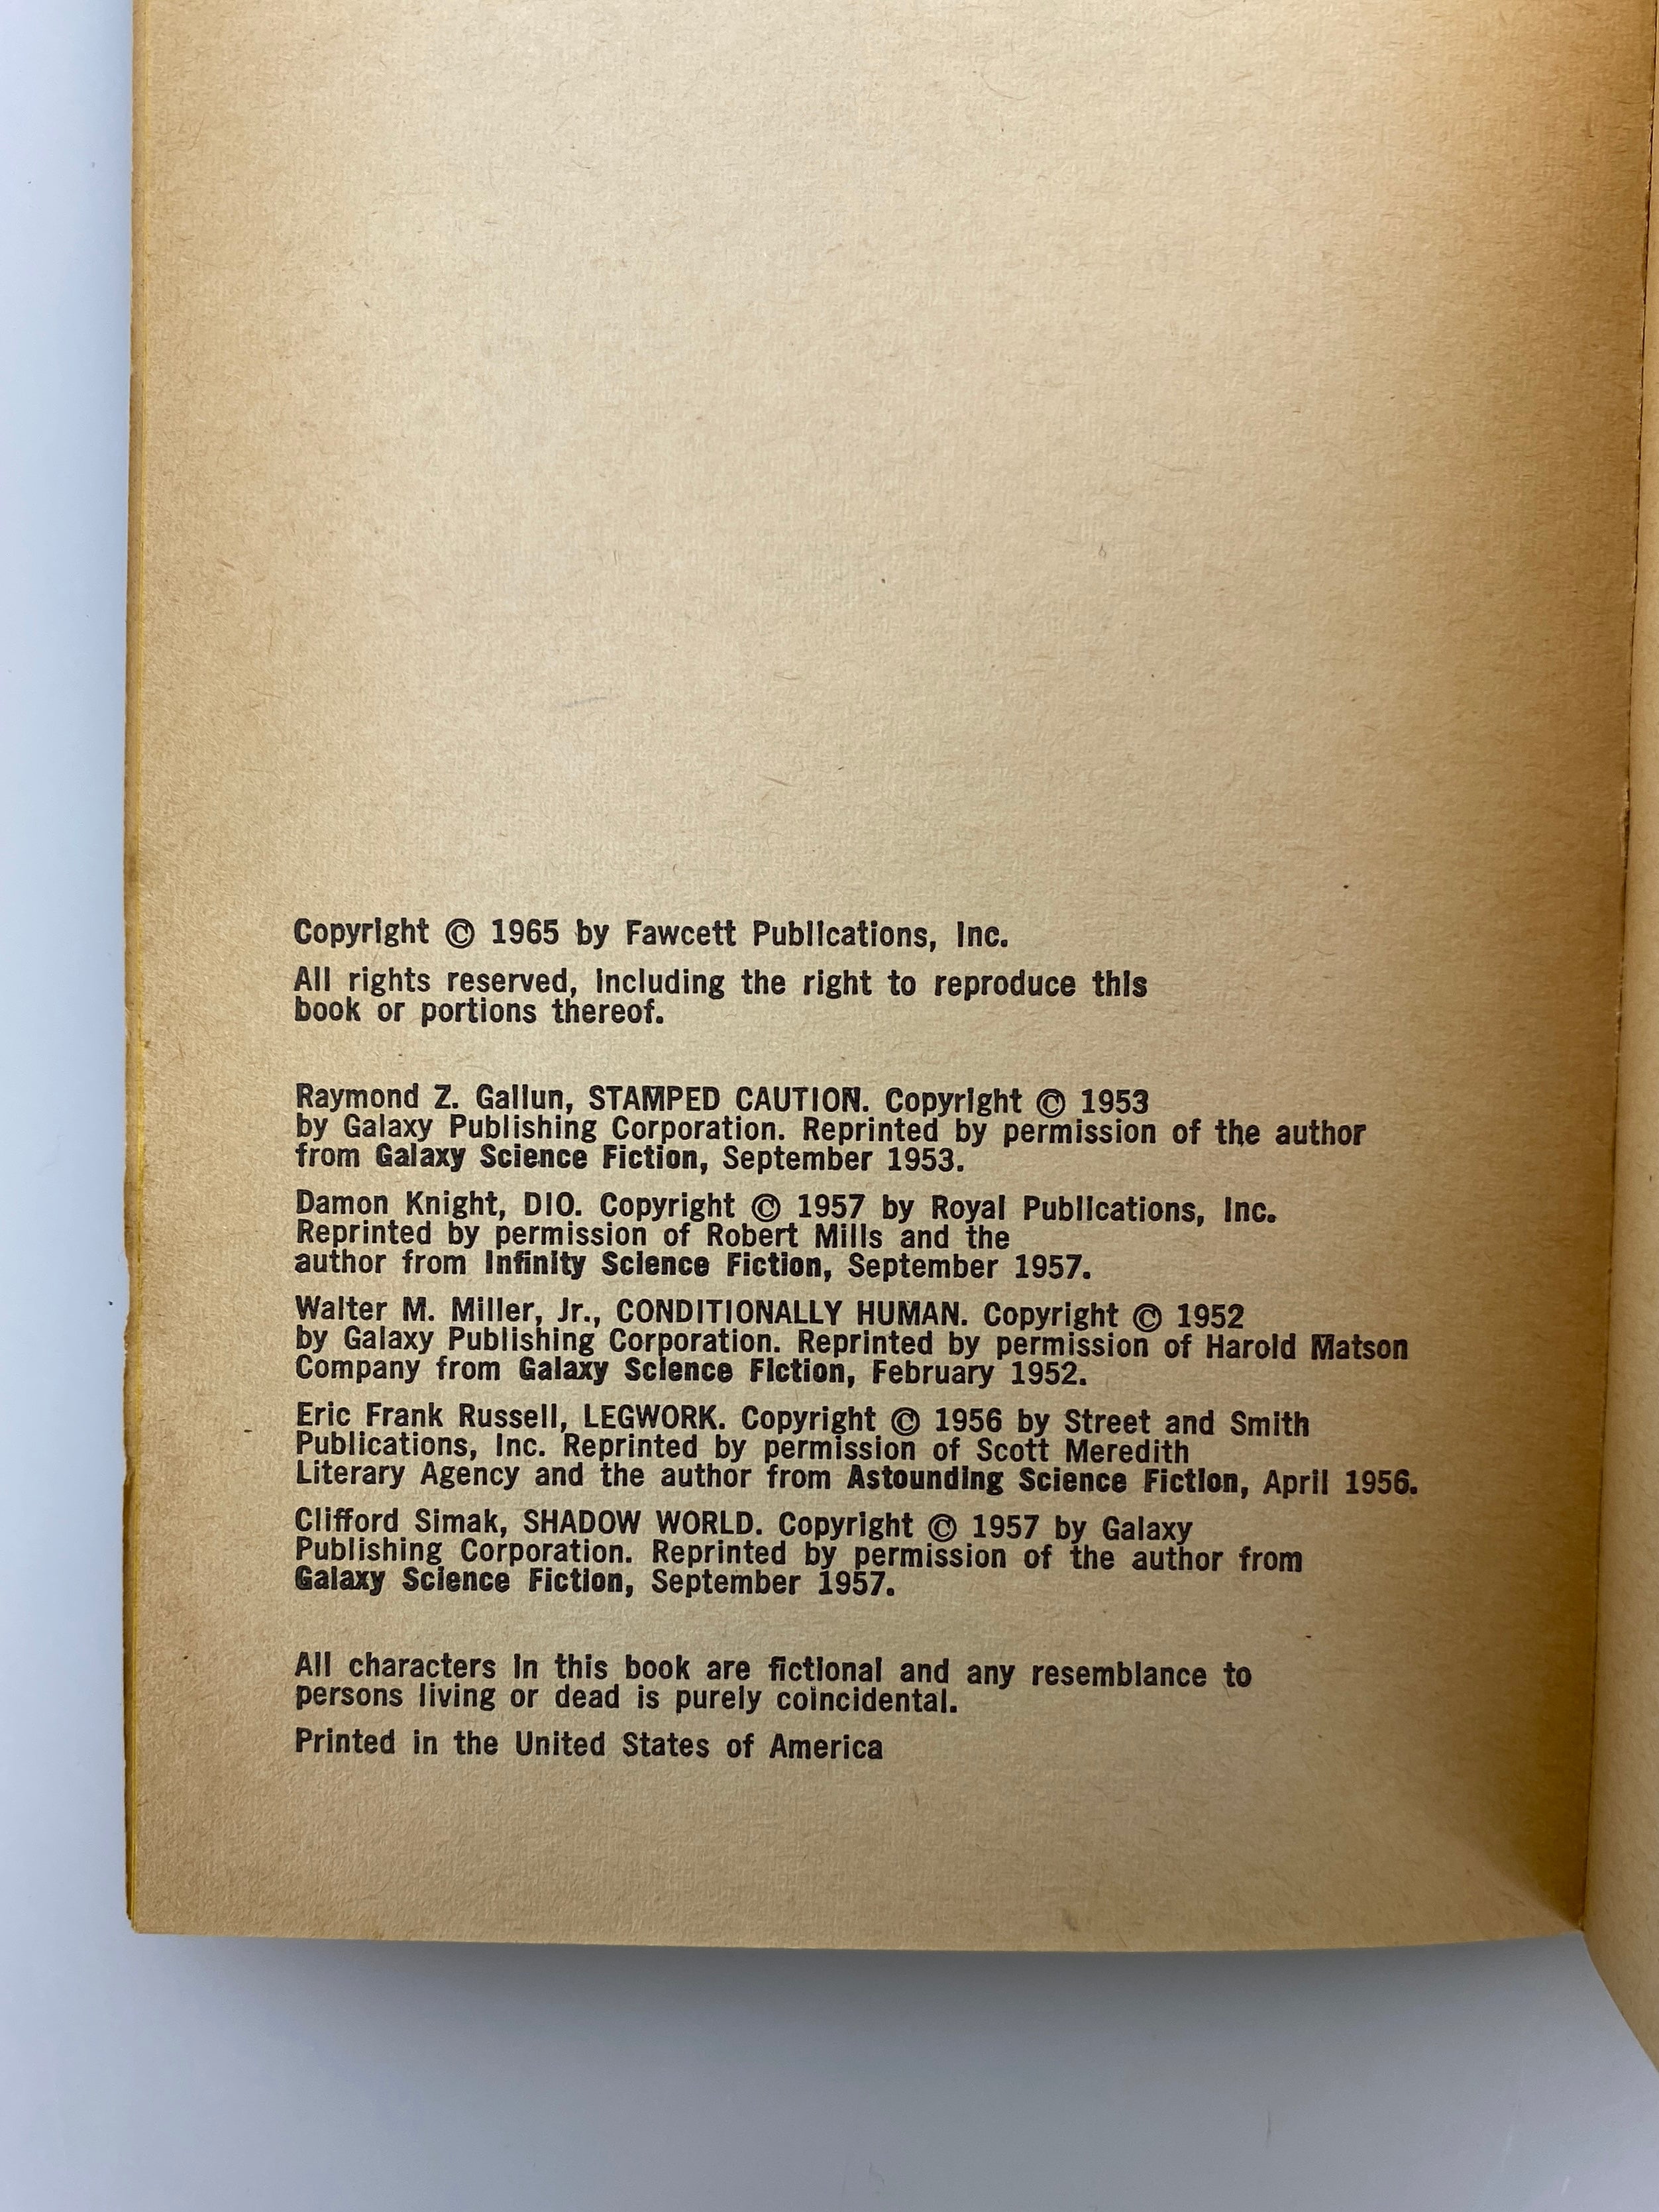 Copyright © 1965 by Fawcett Publications, Inc.
All rights reserved, including the right to reproduce this
book or portions thereof.
Raymond Z. Gallun, STAMPED CAUTION. Copyright © 1953
by Galaxy Publishing Corporation. Reprinted by permission of the author
from Galaxy Science Fiction, September 1953.
Damon Knight, DIO. Copyright © 1957 by Royal Publications, Inc.
Reprinted by permission of Robert Mills and the
author from Infinity Science Fiction, September 1957.
Walter M. Miller, Jr., CONDITIONALLY HUMAN. Copyright © 1952
by Galaxy Publishing Corporation. Reprinted by permission of Harold Matson
Company from Galaxy Science Fiction, February 1952.
Eric Frank Russell, LEGWORK. Copyright © 1956 by Street and Smith
Publications, Inc. Reprinted by permission of Scott Meredith
Literary Agency and the author from Astounding Science Fiction, April 1956.
Clifford Simak, SHADOW WORLD. Copyright © 1957 by Galaxy
Publishing Corporation. Reprinted by permission of the author from
Galaxy Science Fiction, September 1957.
All characters in this book are fictional and any resemblance to
persons living or dead is purely coincidental.
Printed in the United States of America